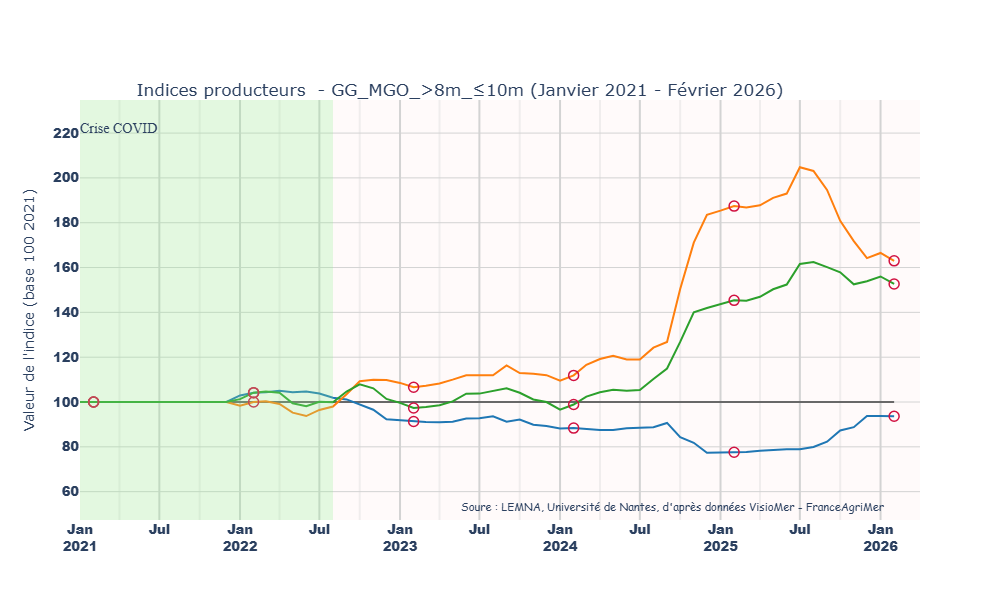 Indices producteurs - GG_MGO_>8m_≤10m (Janvier 2021 - Février 2026)
Crise COVID
Valeur de l'indice (base 100 2021)
220
200
180
160
140
120
100
80
60
Soure : LEMNA, Université de Nantes, d'après données VisioMer - FranceAgriMer
Jan Jul Jan Jul Jan Jul Jan Jul Jan Jul Jan
2021 2022 2023 2024 2025 2026